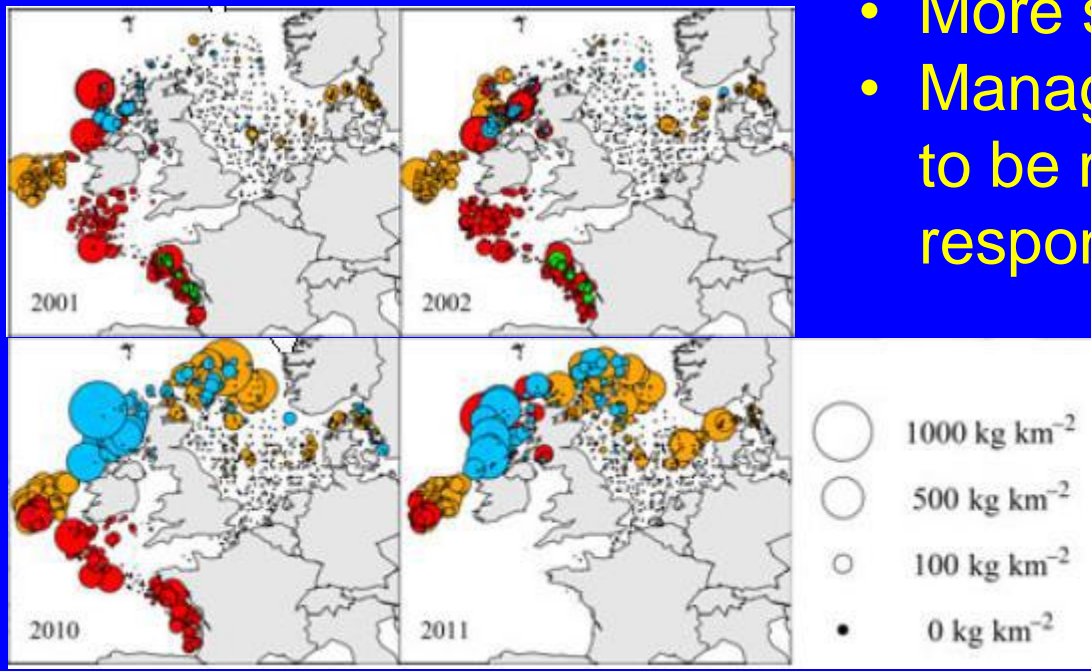 • More s
• Manag
to be
2001
2002
2010
2011
1000 kg km⁻²
500 kg km⁻²
100 kg km⁻²
0 kg km⁻²